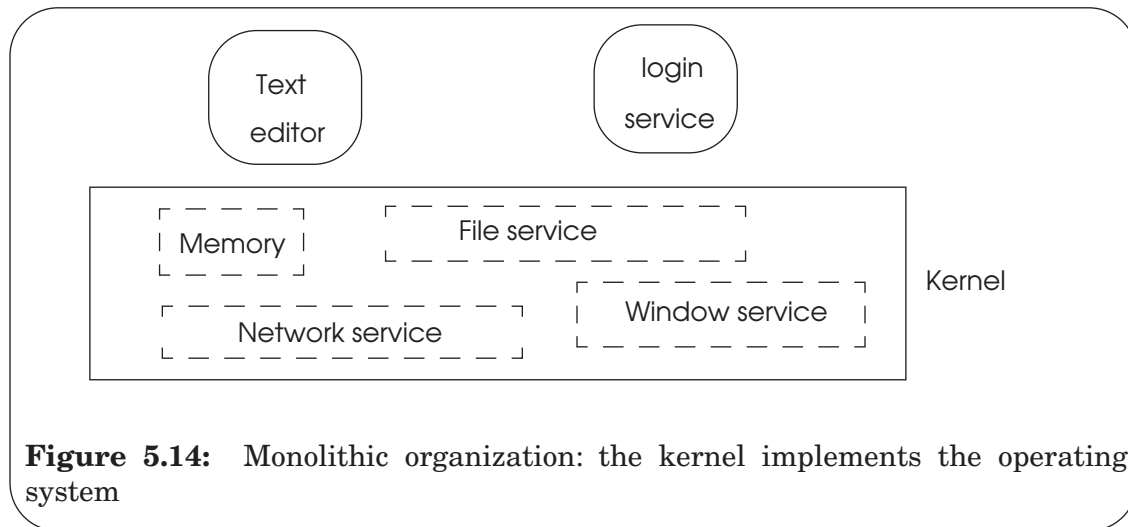 Text
editor
login
service
Memory
File service
Network service
Window service
Kernel
Figure 5.14: Monolithic organization: the kernel implements the operating
system